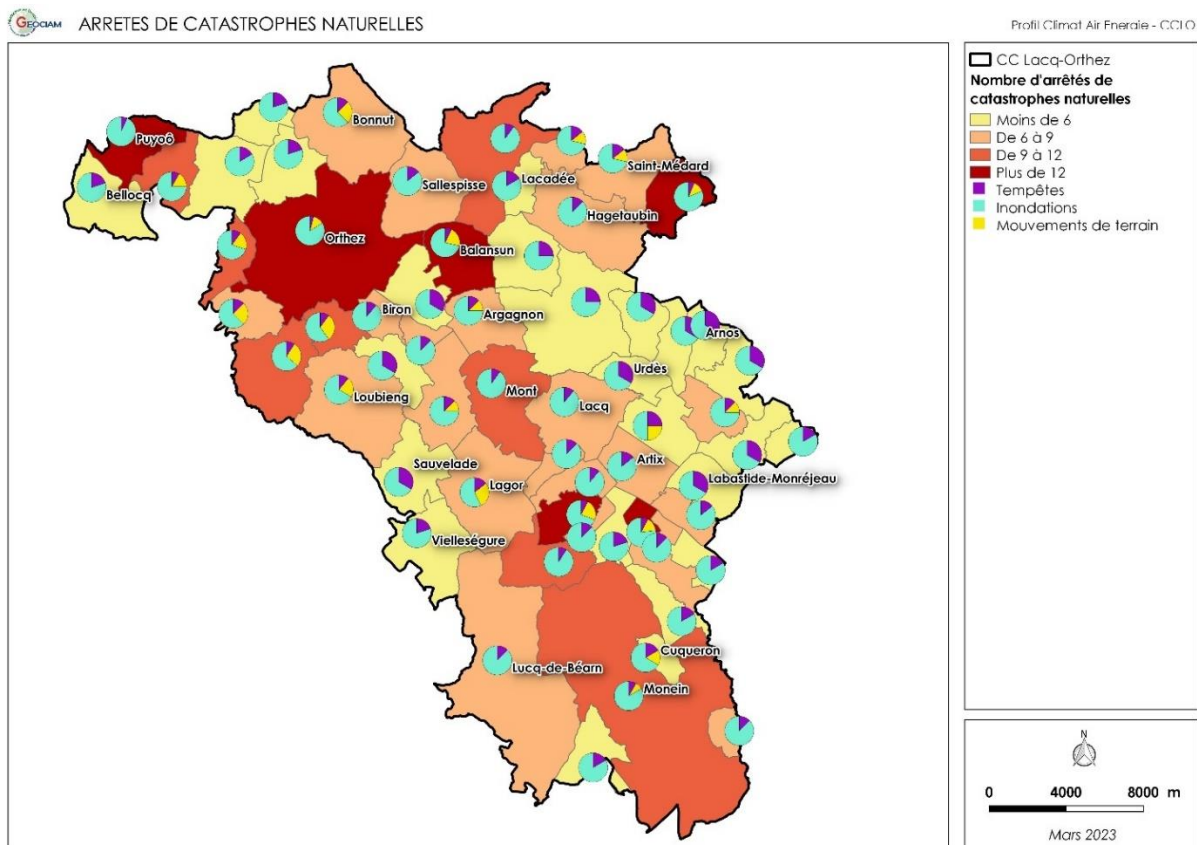 GEOCIAM
ARRETES DE CATASTROPHES NATURELLES
Profil Climat Air Energie - CCLO
CC Lacq-Orthez
Nombre d'arrêtés de
catastrophes naturelles
Moins de 6
De 6 à 9
De 9 à 12
Plus de 12
Tempêtes
Inondations
Mouvements de terrain
Bonnut
Puyoô
Saint-Médard
Bellocq
Sallespisse
Lacadée
Hagetaubin
Orthez
Balansun
Biron
Argagnon
Arnos
Urdès
Loubieng
Mont
Lacq
Sauvelade
Artix
Labastide-Monréjeau
Lagor
Vielleségure
Cuqueron
Lucq-de-Béarn
Monein
N
0 4000 8000 m
Mars 2023